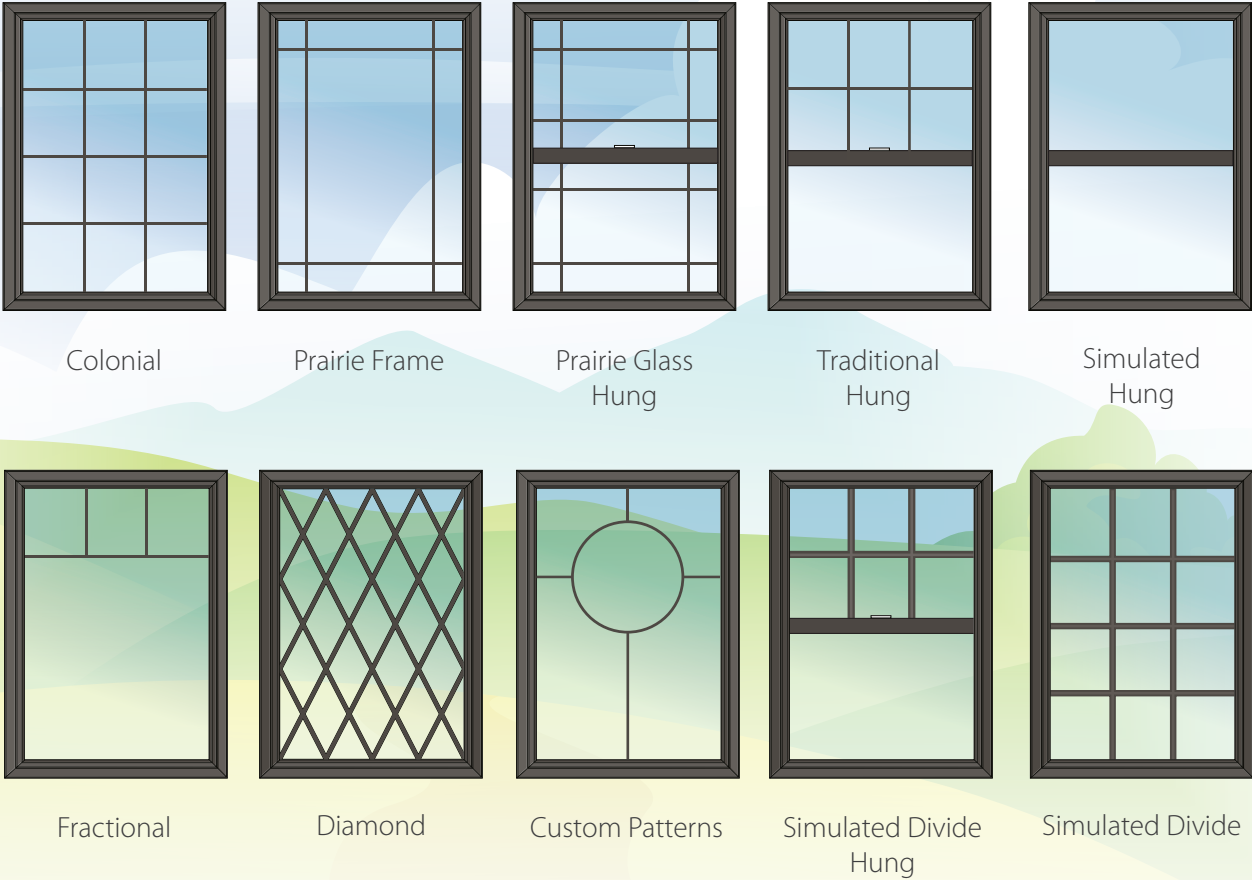 Colonial
Prairie Frame
Prairie Glass
Hung
Traditional
Hung
Simulated
Hung
Fractional
Diamond
Custom Patterns
Simulated Divide
Hung
Simulated Divide